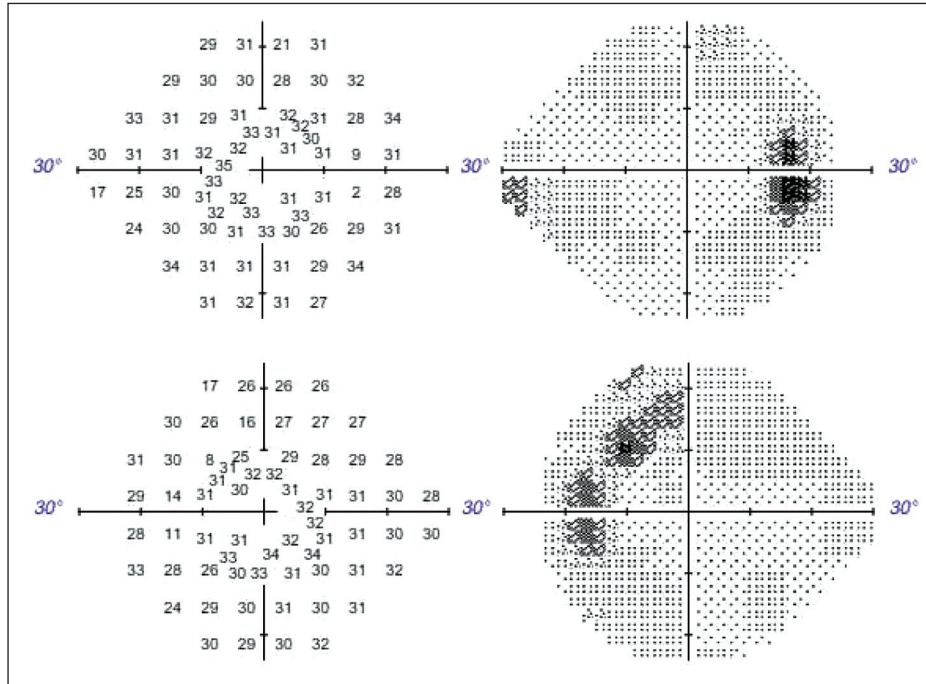 29 31 21 31
29 30 30 28 30 32
33 31 29 31 32 31 28 34
32
33 31 30
30 31 31 32 32 31 31 9 31
30° 35 30°
33
17 25 30 31 32 31 31 2 28
32 33 33
24 30 30 31 33 30 26 29 31
34 31 31 31 29 34
31 32 31 27
17 26 26 26
30 26 16 27 27 27
31 30 8 25 29 28 29 28
31 32 32
31
29 14 31 30 31 31 31 30 28
30° 32 30°
32
28 11 31 31 32 31 31 30 30
33 34 34
33 28 26 30 33 31 30 31 32
24 29 30 31 30 31
30 29 30 32